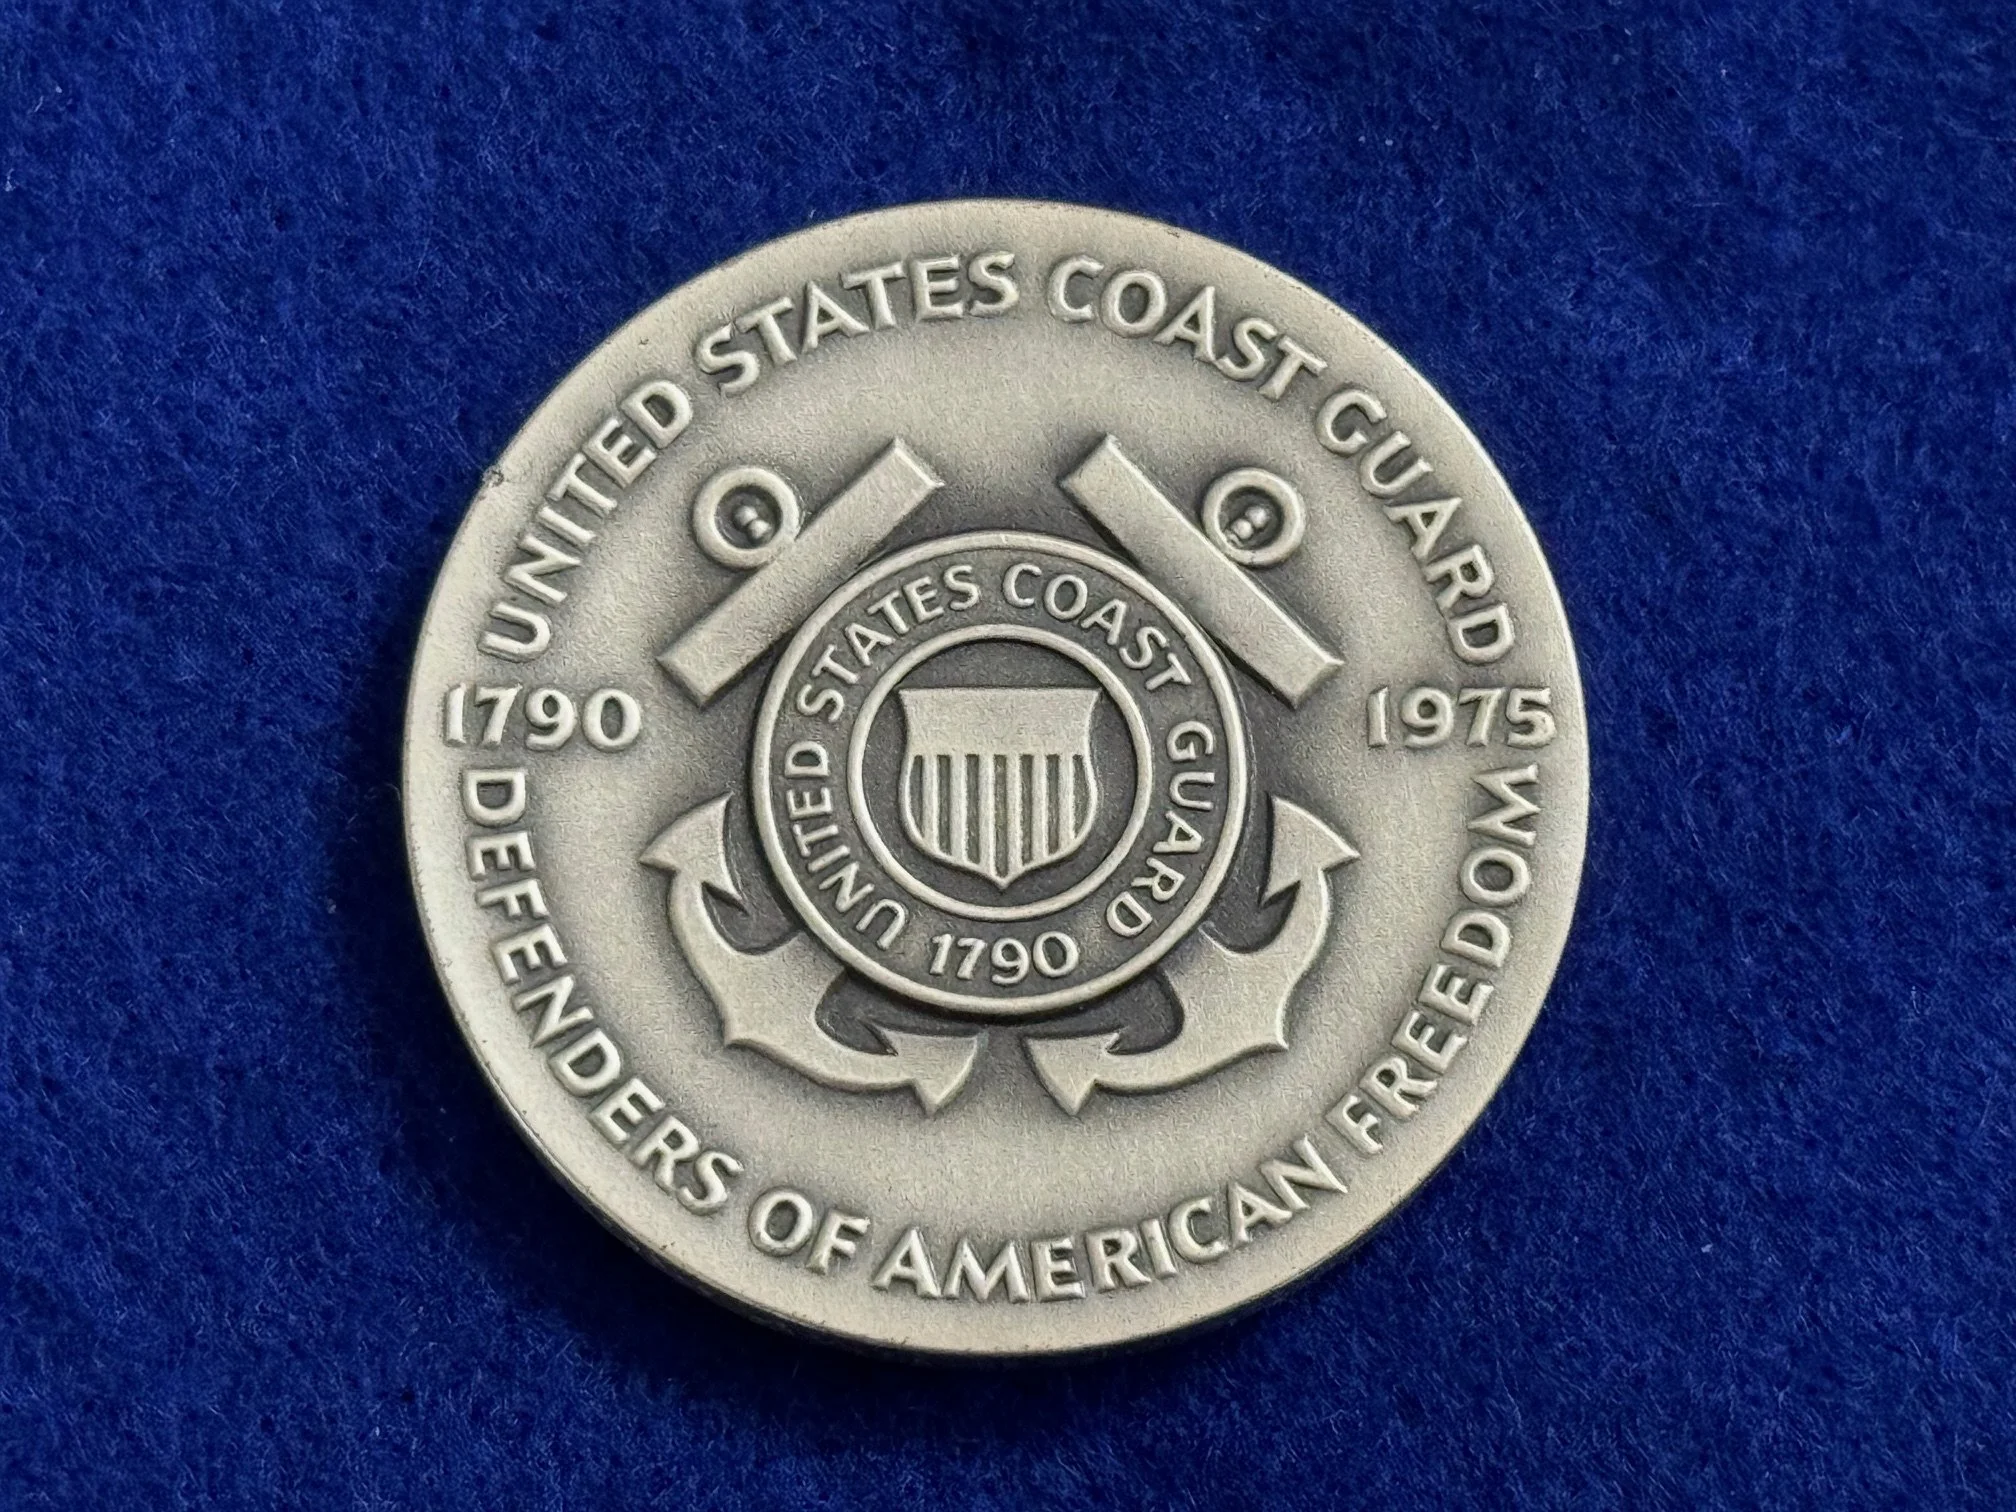 UNITED STATES COAST GUARD
1790
1975
UNITED STATES COAST GUARD
1790
DEFENDERS OF AMERICAN FREEDOM